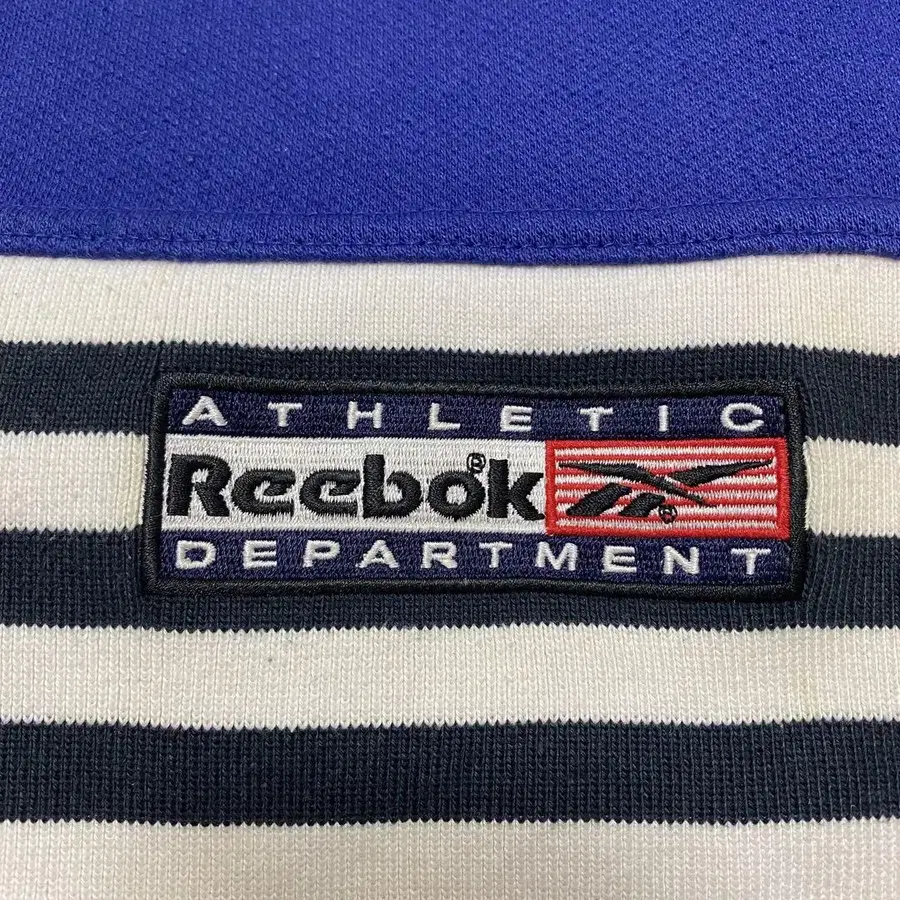 ATHLETIC
Reebok®
®
DEPARTMENT